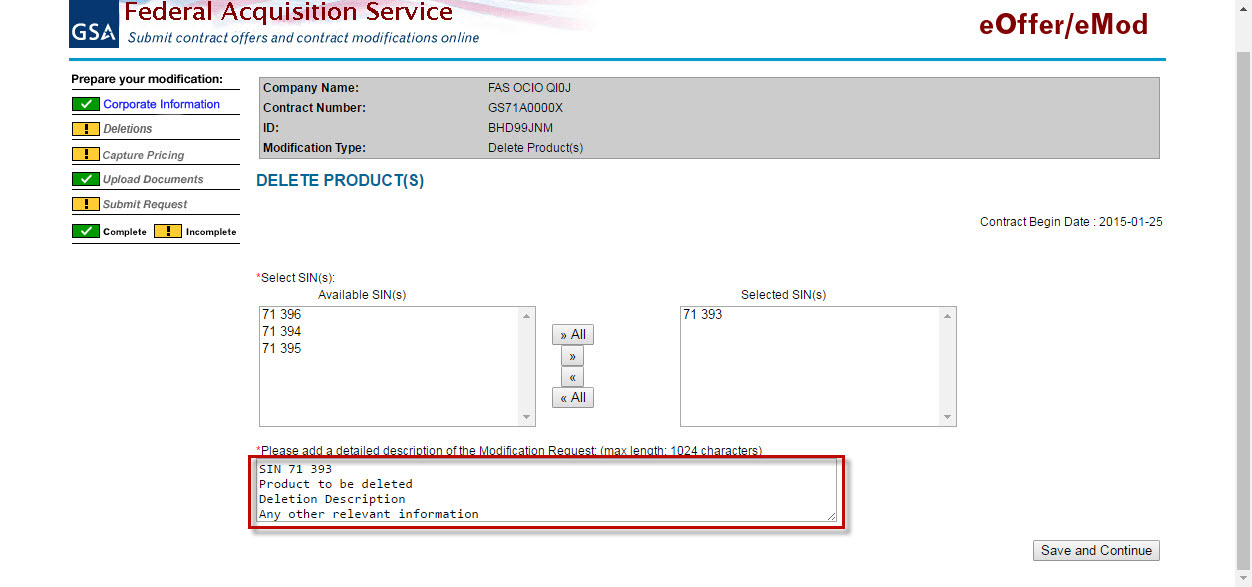 GSA
Federal Acquisition Service
Submit contract offers and contract modifications online
eOffer/eMod
Prepare your modification:
Corporate Information
! Deletions
! Capture Pricing
Upload Documents
! Submit Request
Complete ! Incomplete
Company Name: FAS OCIO QI0J
Contract Number: GS71A0000X
ID: BHD99JNM
Modification Type: Delete Product(s)
DELETE PRODUCT(S)
Contract Begin Date : 2015-01-25
*Select SIN(s):
Available SIN(s)
71 396
71 394
71 395
» All
»
«
« All
Selected SIN(s)
71 393
*Please add a detailed description of the Modification Request: (max length: 1024 characters)
SIN 71 393
Product to be deleted
Deletion Description
Any other relevant information
Save and Continue